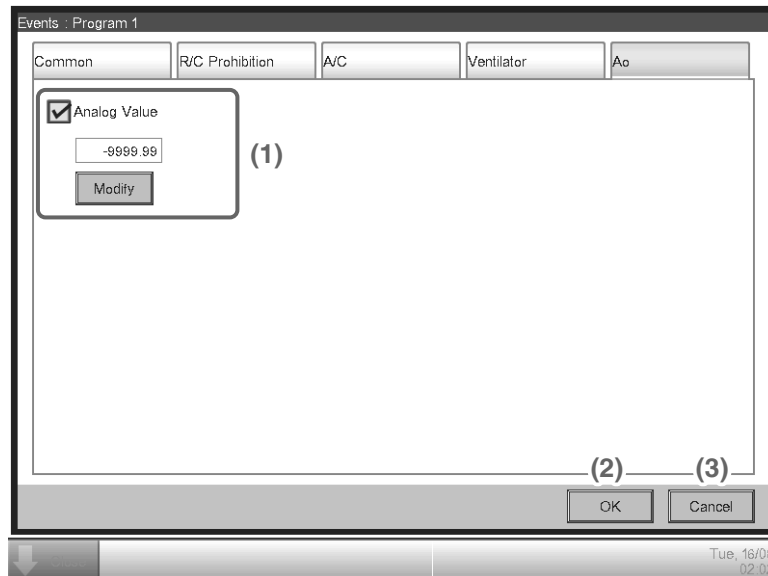 Events : Program 1
Common R/C Prohibition A/C Ventilator Ao
Analog Value
-9999.99
(1)
Modify
(2) (3)
OK Cancel
Close
Tue, 16/0
02:0